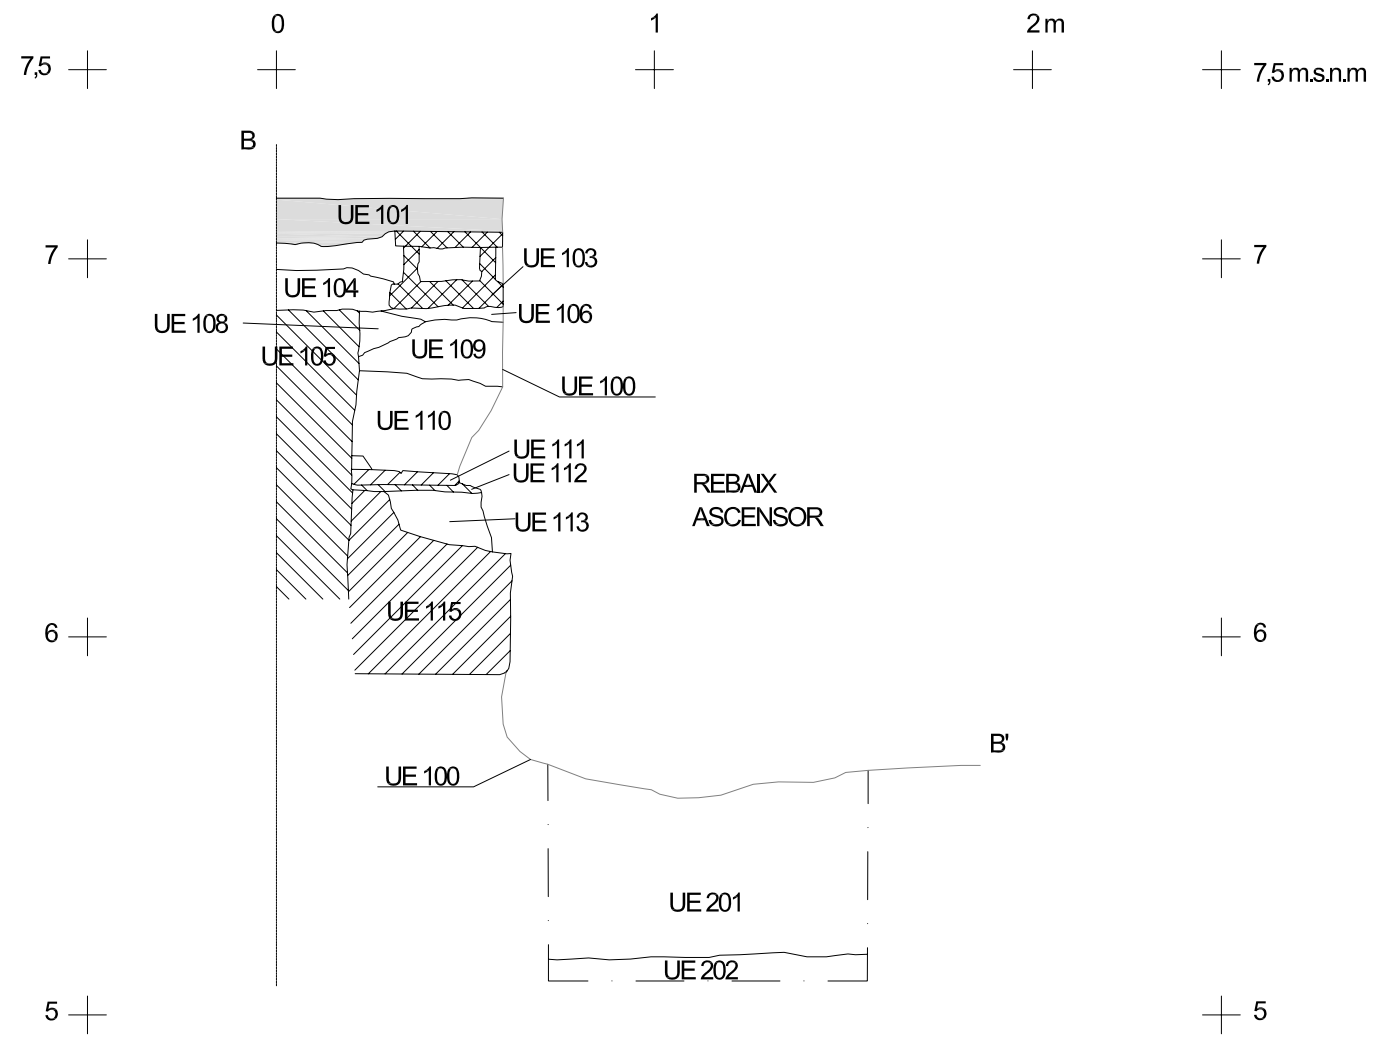 0 1 2 m
7,5 7,5 m.s.n.m
B
UE 101
7 UE 103 7
UE 104
UE 106
UE 108
UE 109
UE 105
UE 100
UE 110
UE 111
UE 112
REBAIX
ASCENSOR
UE 113
UE 115
6 6
B'
UE 100
UE 201
UE 202
5 5